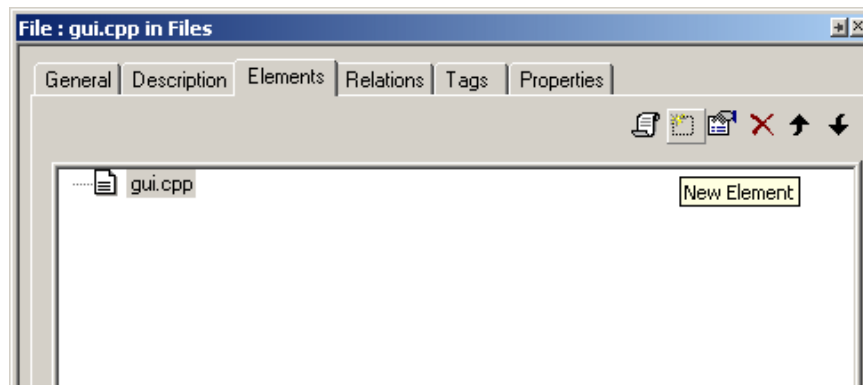 File : gui.cpp in Files
General Description Elements Relations Tags Properties
gui.cpp
New Element